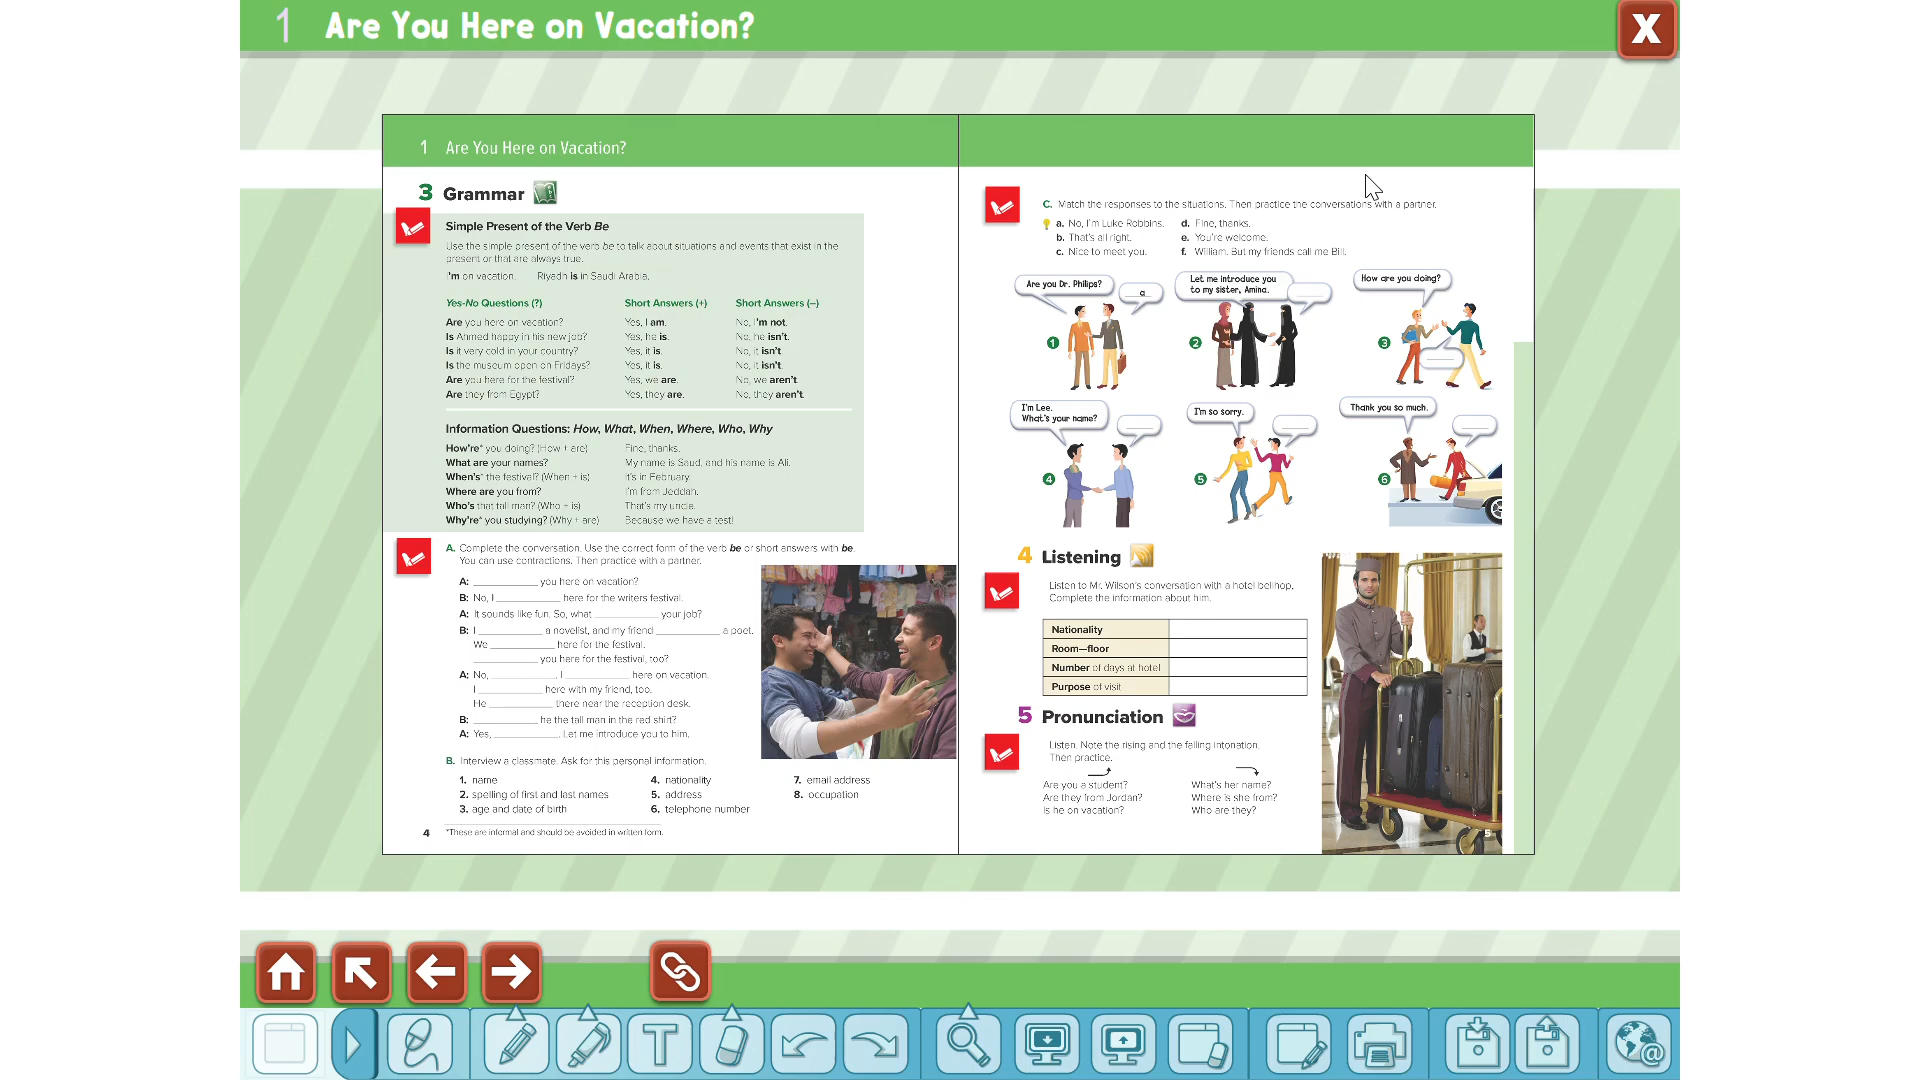 1 Are You Here on Vacation?
X
1 Are You Here on Vacation?
3 Grammar
Simple Present of the Verb Be
Use the simple present of the verb be to talk about situations and events that exist in the
present or that are always true.
I'm on vacation. Riyadh is in Saudi Arabia.
Yes-No Questions (?) Short Answers (+) Short Answers (–)
Are you here on vacation? Yes, I am. No, I'm not.
Is Ahmed happy in his new job? Yes, he is. No, he isn't.
Is it very cold in your country? Yes, it is. No, it isn't
Is the museum open on Fridays? Yes, it is. No, it isn't.
Are you here for the festival? Yes, we are. No, we aren't.
Are they from Egypt? Yes, they are. No, they aren't.
Information Questions: How, What, When, Where, Who, Why
How're* you doing? (How + are) Fine, thanks.
What are your names? My name is Saud, and his name is Ali.
When's* the festival? (When + is) It's in February.
Where are you from? I'm from Jeddah.
Who's that tall man? (Who + is) That's my uncle.
Why're* you studying? (Why + are) Because we have a test!
A. Complete the conversation. Use the correct form of the verb be or short answers with be.
You can use contractions. Then practice with a partner.
A: ____________ you here on vacation?
B: No, I ____________ here for the writers festival.
A: It sounds like fun. So, what ____________ your job?
B: I ____________ a novelist, and my friend ____________ a poet.
We ____________ here for the festival.
____________ you here for the festival, too?
A: No, ____________. I ____________ here on vacation.
I ____________ here with my friend, too.
He ____________ there near the reception desk.
B: ____________ he the tall man in the red shirt?
A: Yes, ____________. Let me introduce you to him.
B. Interview a classmate. Ask for this personal information.
1. name 4. nationality 7. email address
2. spelling of first and last names 5. address 8. occupation
3. age and date of birth 6. telephone number
4 *These are informal and should be avoided in written form.
C. Match the responses to the situations. Then practice the conversations with a partner.
a. No, I'm Luke Robbins. d. Fine, thanks.
b. That's all right. e. You're welcome.
c. Nice to meet you. f. William. But my friends call me Bill.
Are you Dr. Philips?
a
1
Let me introduce you
to my sister, Amina.
2
How are you doing?
3
I'm Lee.
What's your name?
4
I'm so sorry.
5
Thank you so much.
6
4 Listening
Listen to Mr. Wilson's conversation with a hotel bellhop.
Complete the information about him.
Nationality
Room—floor
Number of days at hotel
Purpose of visit
5 Pronunciation
Listen. Note the rising and the falling intonation.
Then practice.
Are you a student? What's her name?
Are they from Jordan? Where is she from?
Is he on vacation? Who are they?
5
T
@